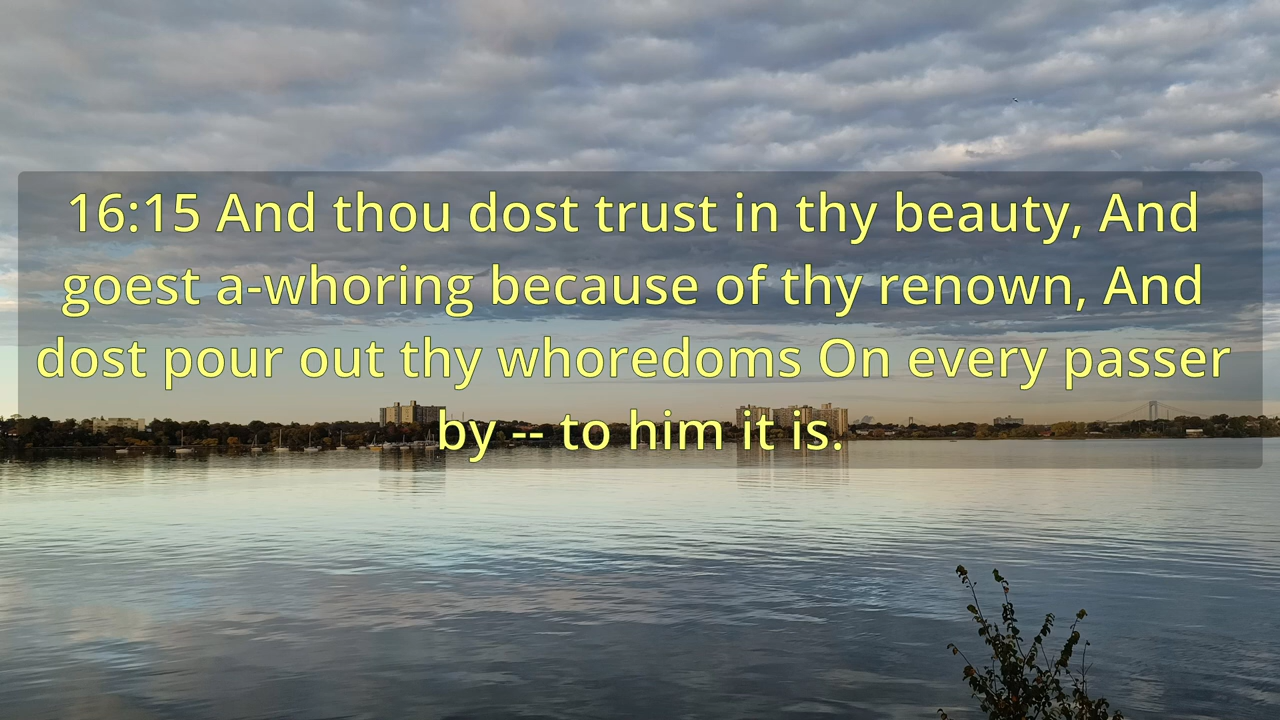 16:15 And thou dost trust in thy beauty, And
goest a-whoring because of thy renown, And
dost pour out thy whoredoms On every passer
by -- to him it is.